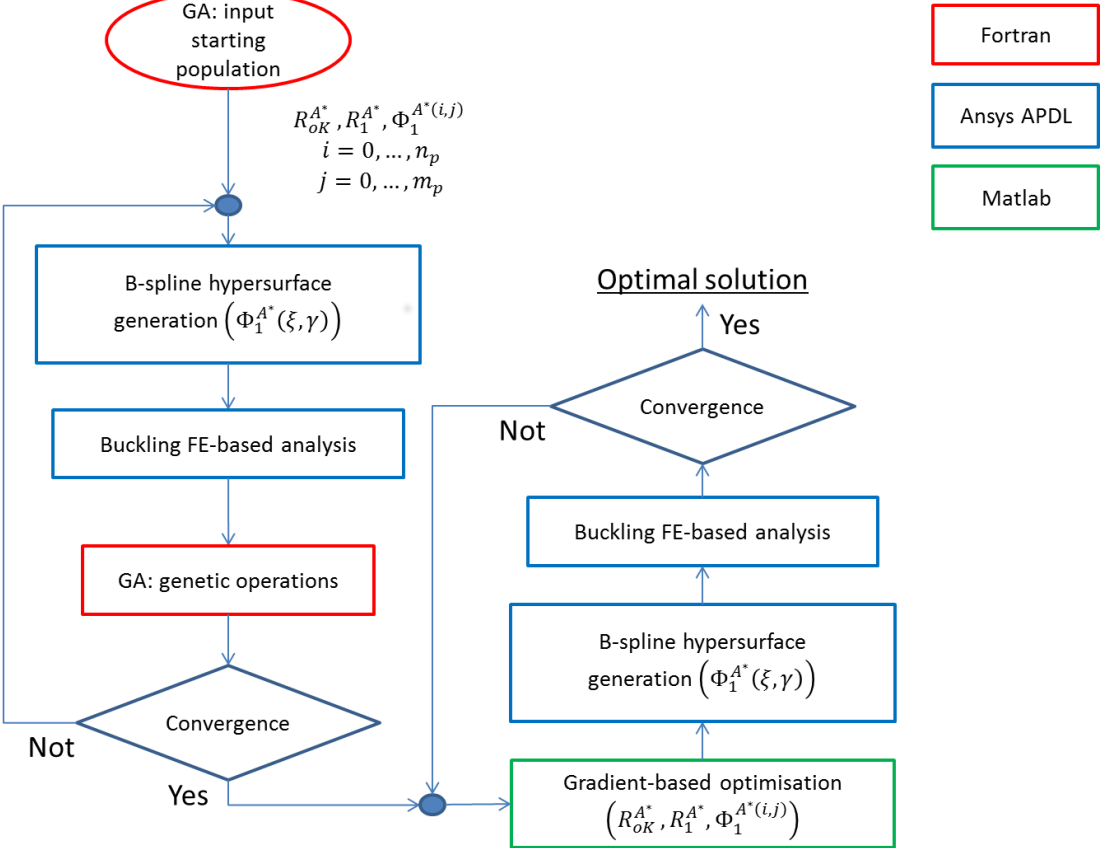 GA: input
starting
population
R_{oK}^{A*}, R_1^{A*}, Φ_1^{A*(i,j)}
i = 0, … , n_p
j = 0, … , m_p
B-spline hypersurface
generation (Φ_1^{A*}(ξ, γ))
Buckling FE-based analysis
GA: genetic operations
Convergence
Not
Yes
Optimal solution
Yes
Convergence
Not
Buckling FE-based analysis
B-spline hypersurface
generation (Φ_1^{A*}(ξ, γ))
Gradient-based optimisation
(R_{oK}^{A*}, R_1^{A*}, Φ_1^{A*(i,j)})
Fortran
Ansys APDL
Matlab